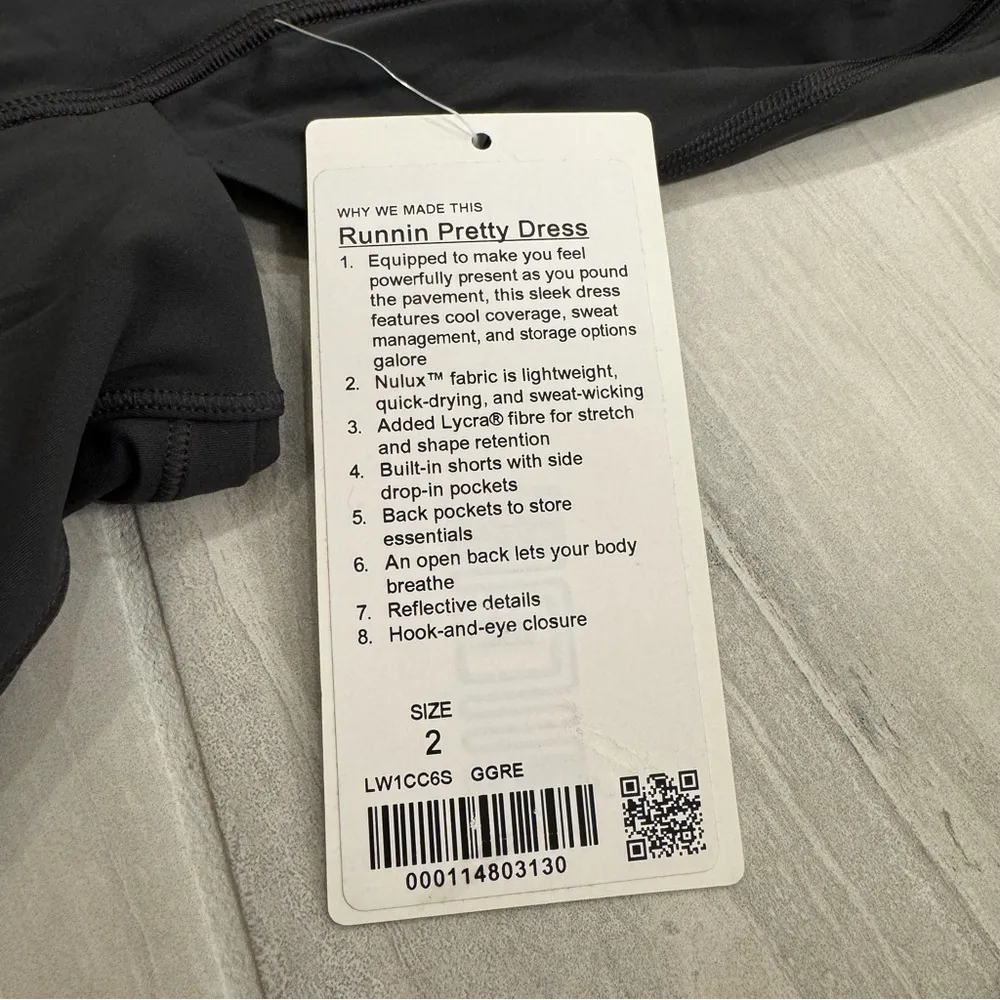 WHY WE MADE THIS
Runnin Pretty Dress
1. Equipped to make you feel
powerfully present as you pound
the pavement, this sleek dress
features cool coverage, sweat
management, and storage options
galore
2. Nulux™ fabric is lightweight,
quick-drying, and sweat-wicking
3. Added Lycra® fibre for stretch
and shape retention
4. Built-in shorts with side
drop-in pockets
5. Back pockets to store
essentials
6. An open back lets your body
breathe
7. Reflective details
8. Hook-and-eye closure
SIZE
2
LW1CC6S GGRE
000114803130